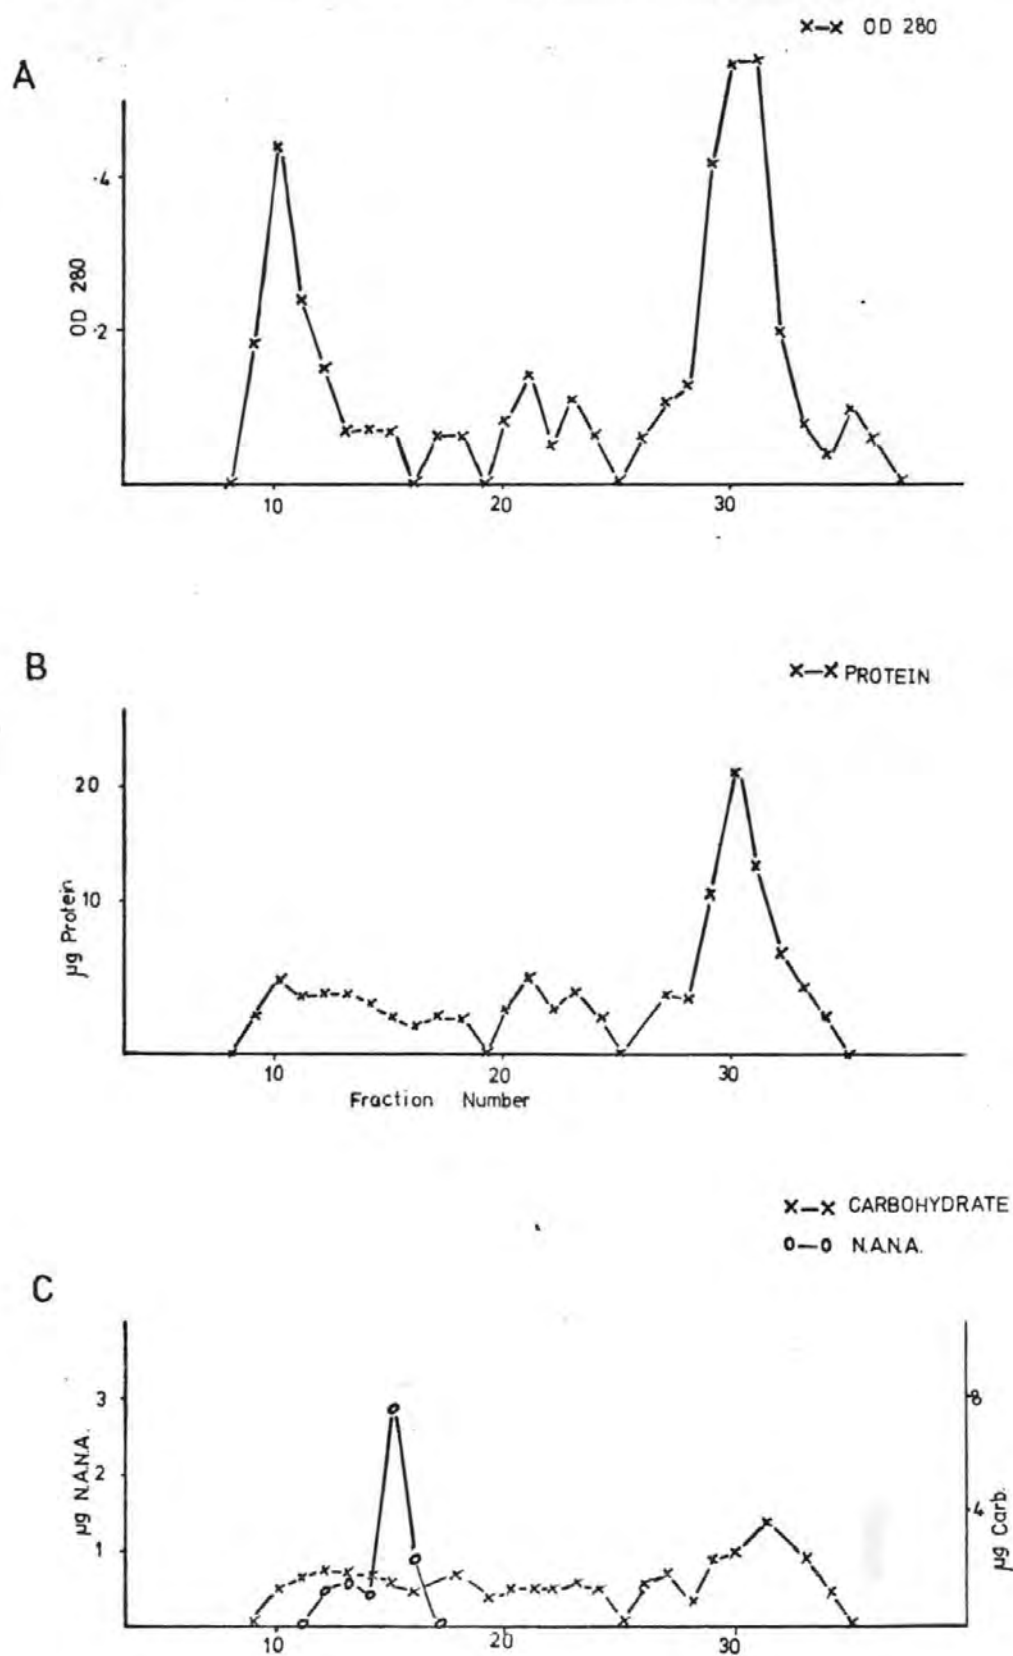 ×—× OD 280
A
·4
OD 280
·2
10 20 30
B
×—× PROTEIN
20
µg Protein
10
10 20 30
Fraction Number
×—× CARBOHYDRATE
O—O N.A.N.A.
C
3
8
µg N.A.N.A.
2
4
µg Carb.
1
10 20 30